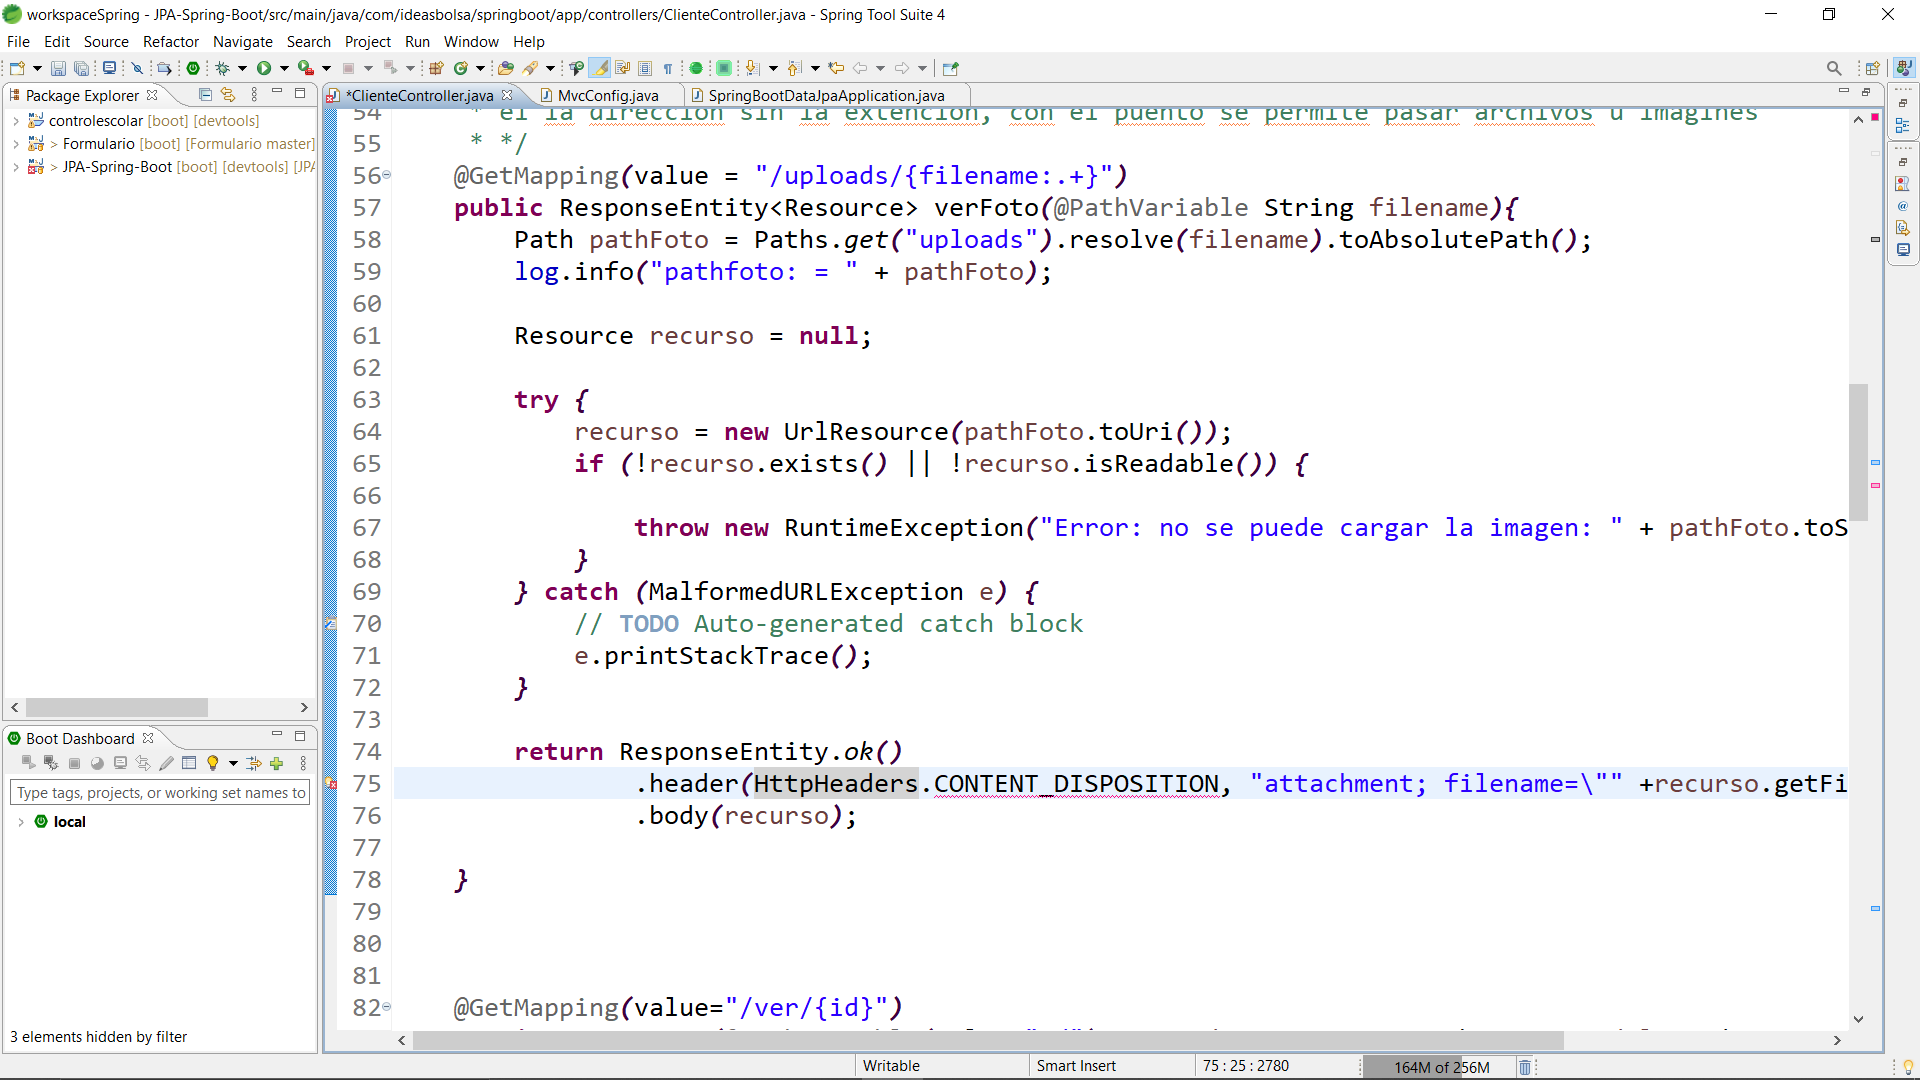 workspaceSpring - JPA-Spring-Boot/src/main/java/com/ideasbolsa/springboot/app/controllers/ClienteController.java - Spring Tool Suite 4
File Edit Source Refactor Navigate Search Project Run Window Help
Package Explorer
controlescolar [boot] [devtools]
> Formulario [boot] [Formulario master]
> JPA-Spring-Boot [boot] [devtools] [JPA
Boot Dashboard
Type tags, projects, or working set names to
local
3 elements hidden by filter
*ClienteController.java MvcConfig.java SpringBootDataJpaApplication.java
54 * el la direccion sin la extencion, con el puento se permite pasar archivos u imagines
55 * */
56 @GetMapping(value = "/uploads/{filename:.+}")
57 public ResponseEntity<Resource> verFoto(@PathVariable String filename){
58 Path pathFoto = Paths.get("uploads").resolve(filename).toAbsolutePath();
59 log.info("pathfoto: = " + pathFoto);
60
61 Resource recurso = null;
62
63 try {
64 recurso = new UrlResource(pathFoto.toUri());
65 if (!recurso.exists() || !recurso.isReadable()) {
66
67 throw new RuntimeException("Error: no se puede cargar la imagen: " + pathFoto.toS
68 }
69 } catch (MalformedURLException e) {
70 // TODO Auto-generated catch block
71 e.printStackTrace();
72 }
73
74 return ResponseEntity.ok()
75 .header(HttpHeaders.CONTENT_DISPOSITION, "attachment; filename=\"" +recurso.getFi
76 .body(recurso);
77
78 }
79
80
81
82 @GetMapping(value="/ver/{id}")
Writable Smart Insert 75 : 25 : 2780 164M of 256M